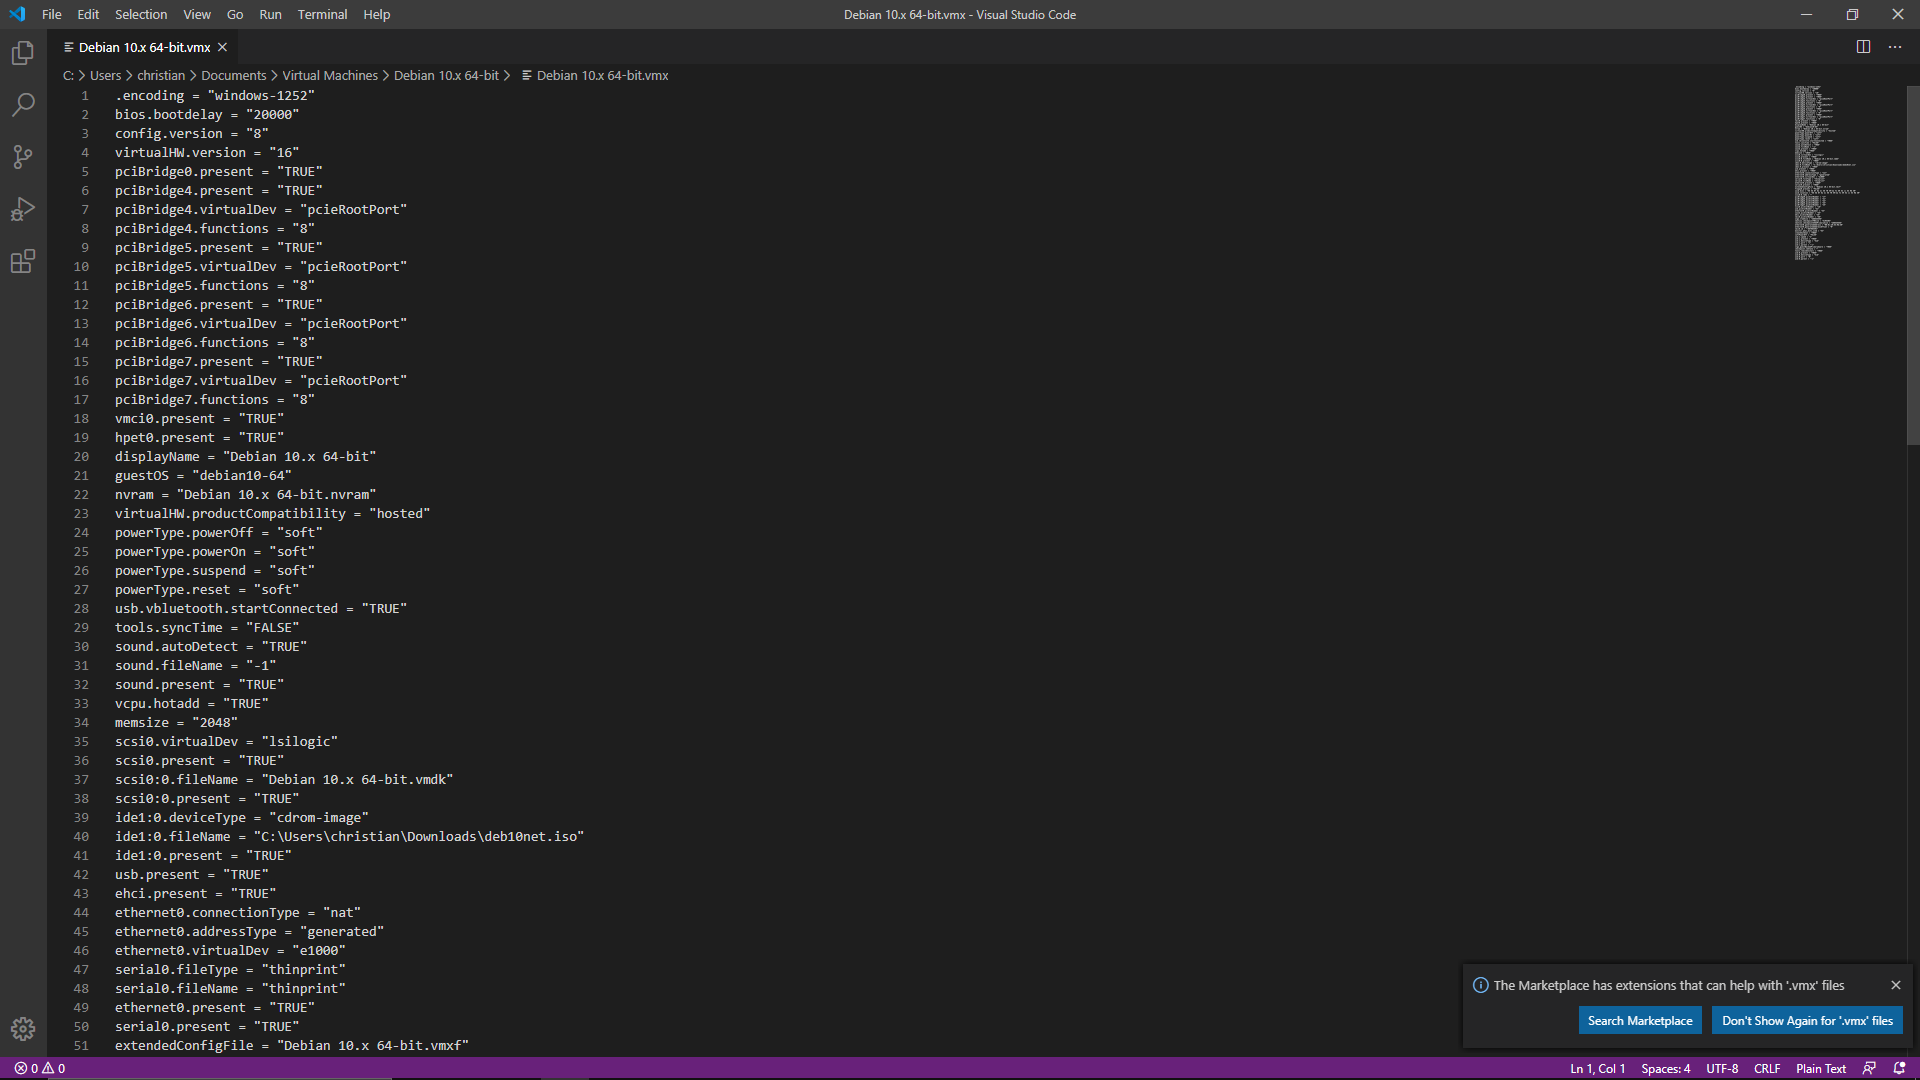 File Edit Selection View Go Run Terminal Help
Debian 10.x 64-bit.vmx - Visual Studio Code
Debian 10.x 64-bit.vmx
C: > Users > christian > Documents > Virtual Machines > Debian 10.x 64-bit > Debian 10.x 64-bit.vmx
1 .encoding = "windows-1252"
2 bios.bootdelay = "20000"
3 config.version = "8"
4 virtualHW.version = "16"
5 pciBridge0.present = "TRUE"
6 pciBridge4.present = "TRUE"
7 pciBridge4.virtualDev = "pcieRootPort"
8 pciBridge4.functions = "8"
9 pciBridge5.present = "TRUE"
10 pciBridge5.virtualDev = "pcieRootPort"
11 pciBridge5.functions = "8"
12 pciBridge6.present = "TRUE"
13 pciBridge6.virtualDev = "pcieRootPort"
14 pciBridge6.functions = "8"
15 pciBridge7.present = "TRUE"
16 pciBridge7.virtualDev = "pcieRootPort"
17 pciBridge7.functions = "8"
18 vmci0.present = "TRUE"
19 hpet0.present = "TRUE"
20 displayName = "Debian 10.x 64-bit"
21 guestOS = "debian10-64"
22 nvram = "Debian 10.x 64-bit.nvram"
23 virtualHW.productCompatibility = "hosted"
24 powerType.powerOff = "soft"
25 powerType.powerOn = "soft"
26 powerType.suspend = "soft"
27 powerType.reset = "soft"
28 usb.vbluetooth.startConnected = "TRUE"
29 tools.syncTime = "FALSE"
30 sound.autoDetect = "TRUE"
31 sound.fileName = "-1"
32 sound.present = "TRUE"
33 vcpu.hotadd = "TRUE"
34 memsize = "2048"
35 scsi0.virtualDev = "lsilogic"
36 scsi0.present = "TRUE"
37 scsi0:0.fileName = "Debian 10.x 64-bit.vmdk"
38 scsi0:0.present = "TRUE"
39 ide1:0.deviceType = "cdrom-image"
40 ide1:0.fileName = "C:\Users\christian\Downloads\deb10net.iso"
41 ide1:0.present = "TRUE"
42 usb.present = "TRUE"
43 ehci.present = "TRUE"
44 ethernet0.connectionType = "nat"
45 ethernet0.addressType = "generated"
46 ethernet0.virtualDev = "e1000"
47 serial0.fileType = "thinprint"
48 serial0.fileName = "thinprint"
49 ethernet0.present = "TRUE"
50 serial0.present = "TRUE"
51 extendedConfigFile = "Debian 10.x 64-bit.vmxf"
The Marketplace has extensions that can help with '.vmx' files
Search Marketplace Don't Show Again for '.vmx' files
0 0 Ln 1, Col 1 Spaces: 4 UTF-8 CRLF Plain Text